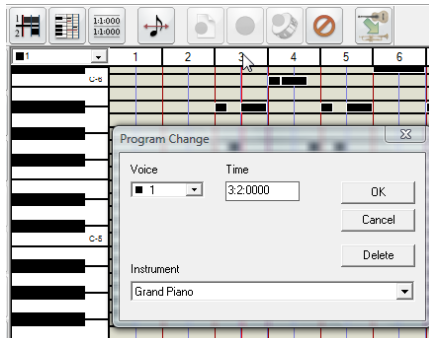 1:1:000
1:1:000
1 1 2 3 4 5 6
C-6
Program Change
Voice Time
1 3:2:0000
OK
Cancel
C-5
Delete
Instrument
Grand Piano